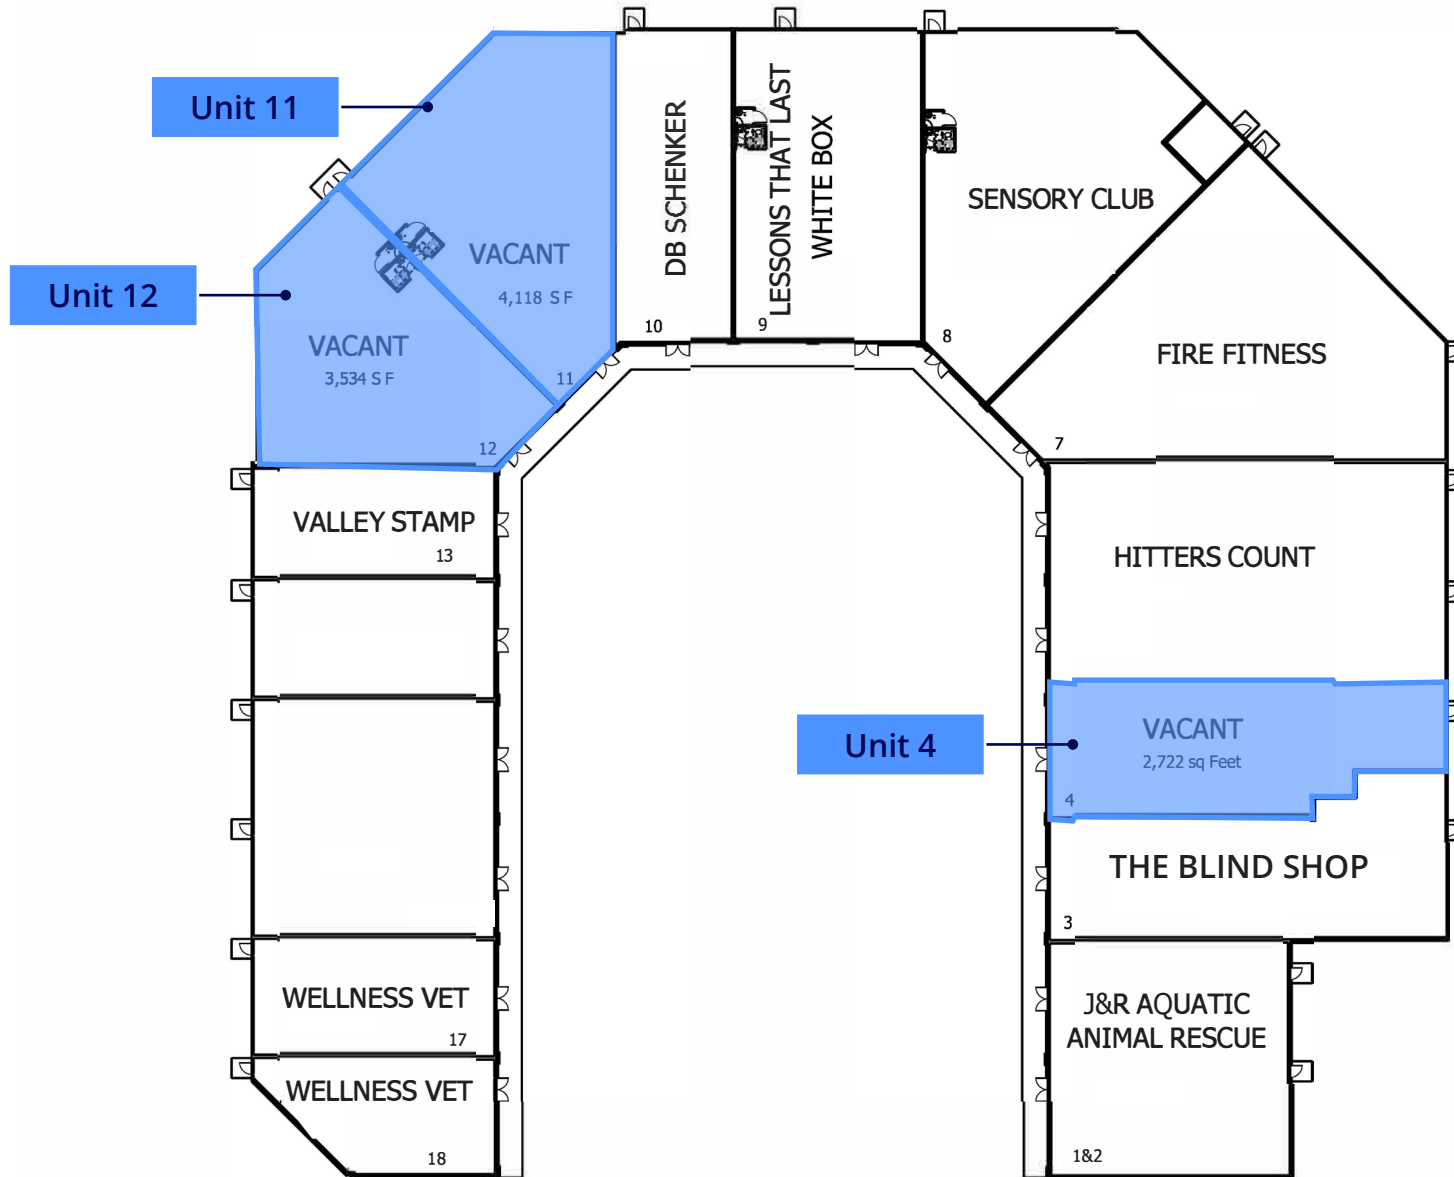 Unit 11
Unit 12
VACANT
4,118 S F
11
VACANT
3,534 S F
12
DB SCHENKER
10
LESSONS THAT LAST
WHITE BOX
9
SENSORY CLUB
8
FIRE FITNESS
7
VALLEY STAMP
13
HITTERS COUNT
Unit 4
VACANT
2,722 sq Feet
4
THE BLIND SHOP
3
WELLNESS VET
17
WELLNESS VET
18
J&R AQUATIC
ANIMAL RESCUE
1&2